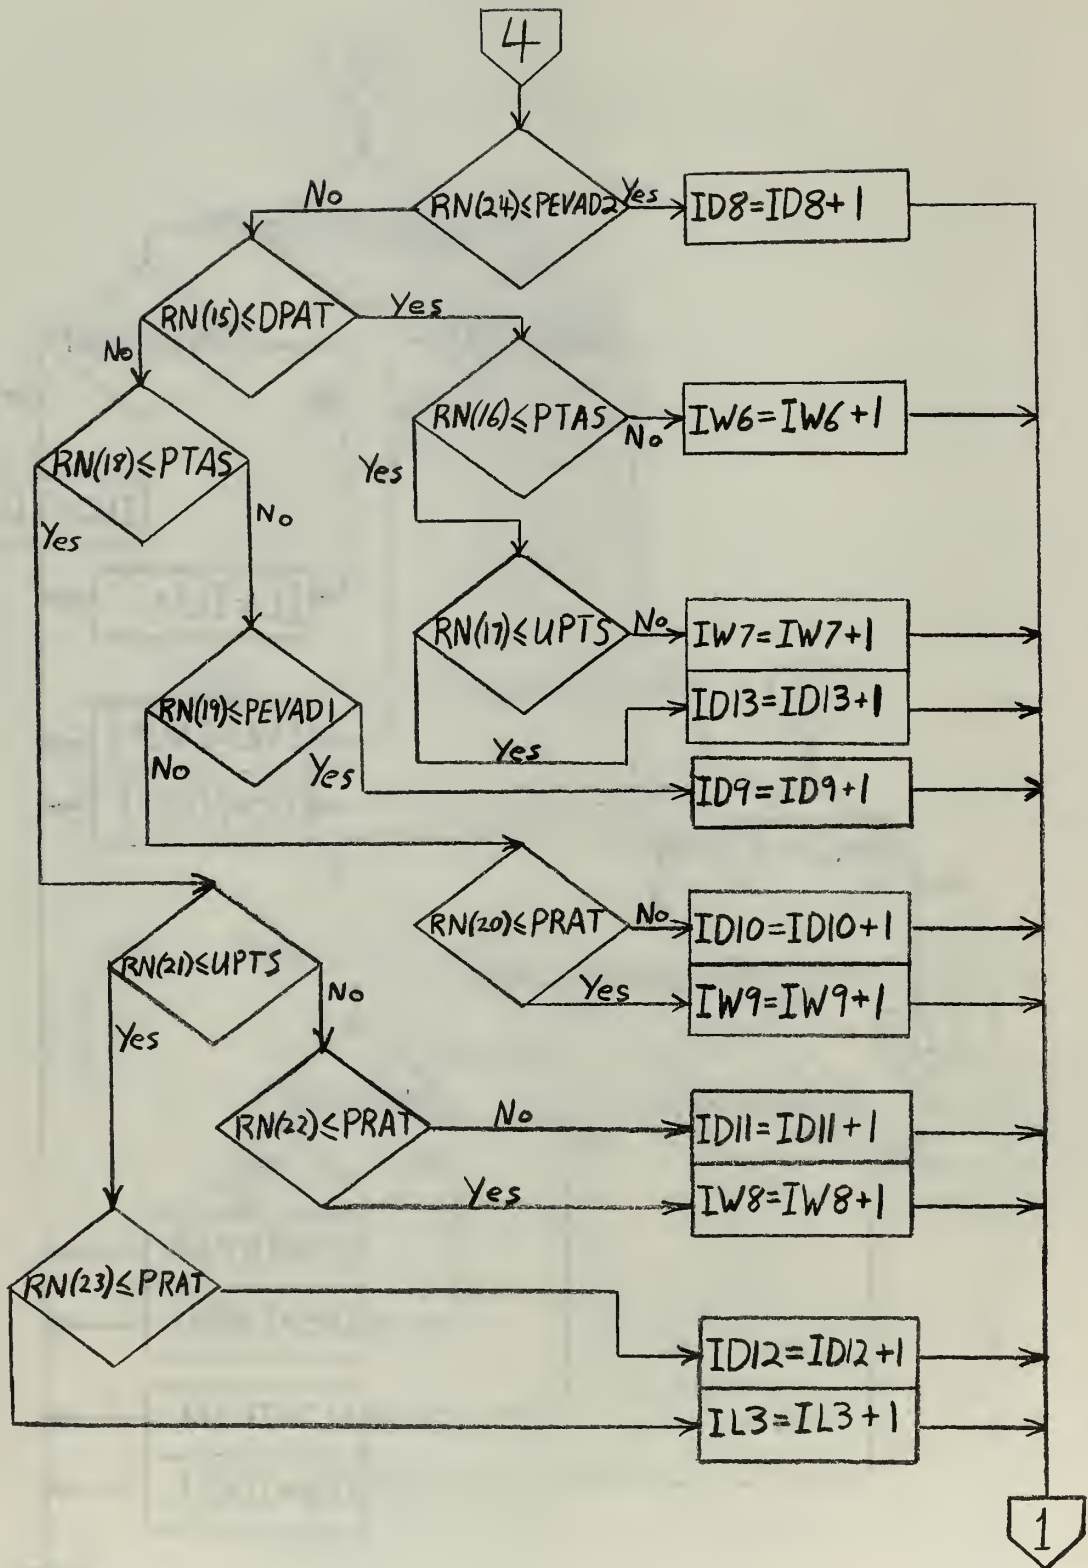 4
No
RN(24)≤PEVAD2
Yes
ID8=ID8+1
RN(15)≤DPAT
Yes
No
RN(16)≤PTAS
No
IW6=IW6+1
Yes
RN(18)≤PTAS
No
Yes
RN(17)≤UPTS
No
IW7=IW7+1
ID13=ID13+1
Yes
RN(19)≤PEVAD1
No
Yes
ID9=ID9+1
RN(20)≤PRAT
No
ID10=ID10+1
Yes
IW9=IW9+1
RN(21)≤UPTS
No
Yes
RN(22)≤PRAT
No
ID11=ID11+1
Yes
IW8=IW8+1
RN(23)≤PRAT
ID12=ID12+1
IL3=IL3+1
1